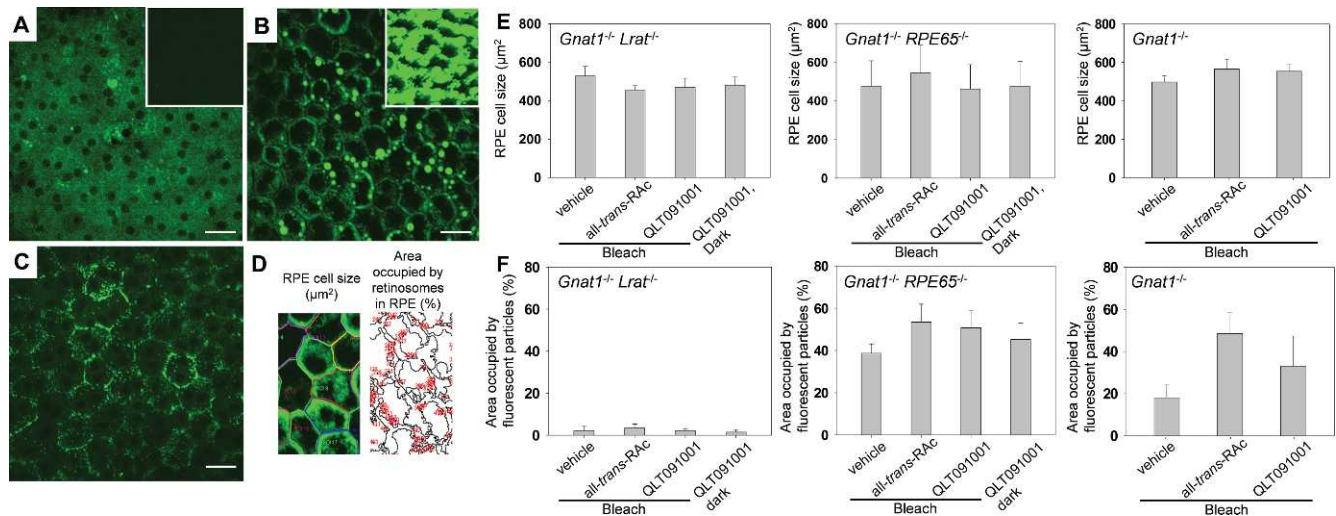 A
B
C
D
RPE cell size
(μm²)
Area
occupied by
retinosomes
in RPE (%)
E
Gnat1-/- Lrat-/-
RPE cell size (μm²)
800
600
400
200
0
vehicle
all-trans-RAc
QLT091001
QLT091001,
Dark
Bleach
Gnat1-/- RPE65-/-
RPE cell size (μm²)
800
600
400
200
0
vehicle
all-trans-RAc
QLT091001
QLT091001,
Dark
Bleach
Gnat1-/-
RPE cell size (μm²)
800
600
400
200
0
vehicle
all-trans-RAc
QLT091001
Bleach
F
Gnat1-/- Lrat-/-
Area occupied by
fluorescent particles (%)
80
60
40
20
0
vehicle
all-trans-RAc
QLT091001
QLT091001
dark
Bleach
Gnat1-/- RPE65-/-
Area occupied by
fluorescent particles (%)
80
60
40
20
0
vehicle
all-trans-RAc
QLT091001
QLT091001
dark
Bleach
Gnat1-/-
Area occupied by
fluorescent particles (%)
80
60
40
20
0
vehicle
all-trans-RAc
QLT091001
Bleach